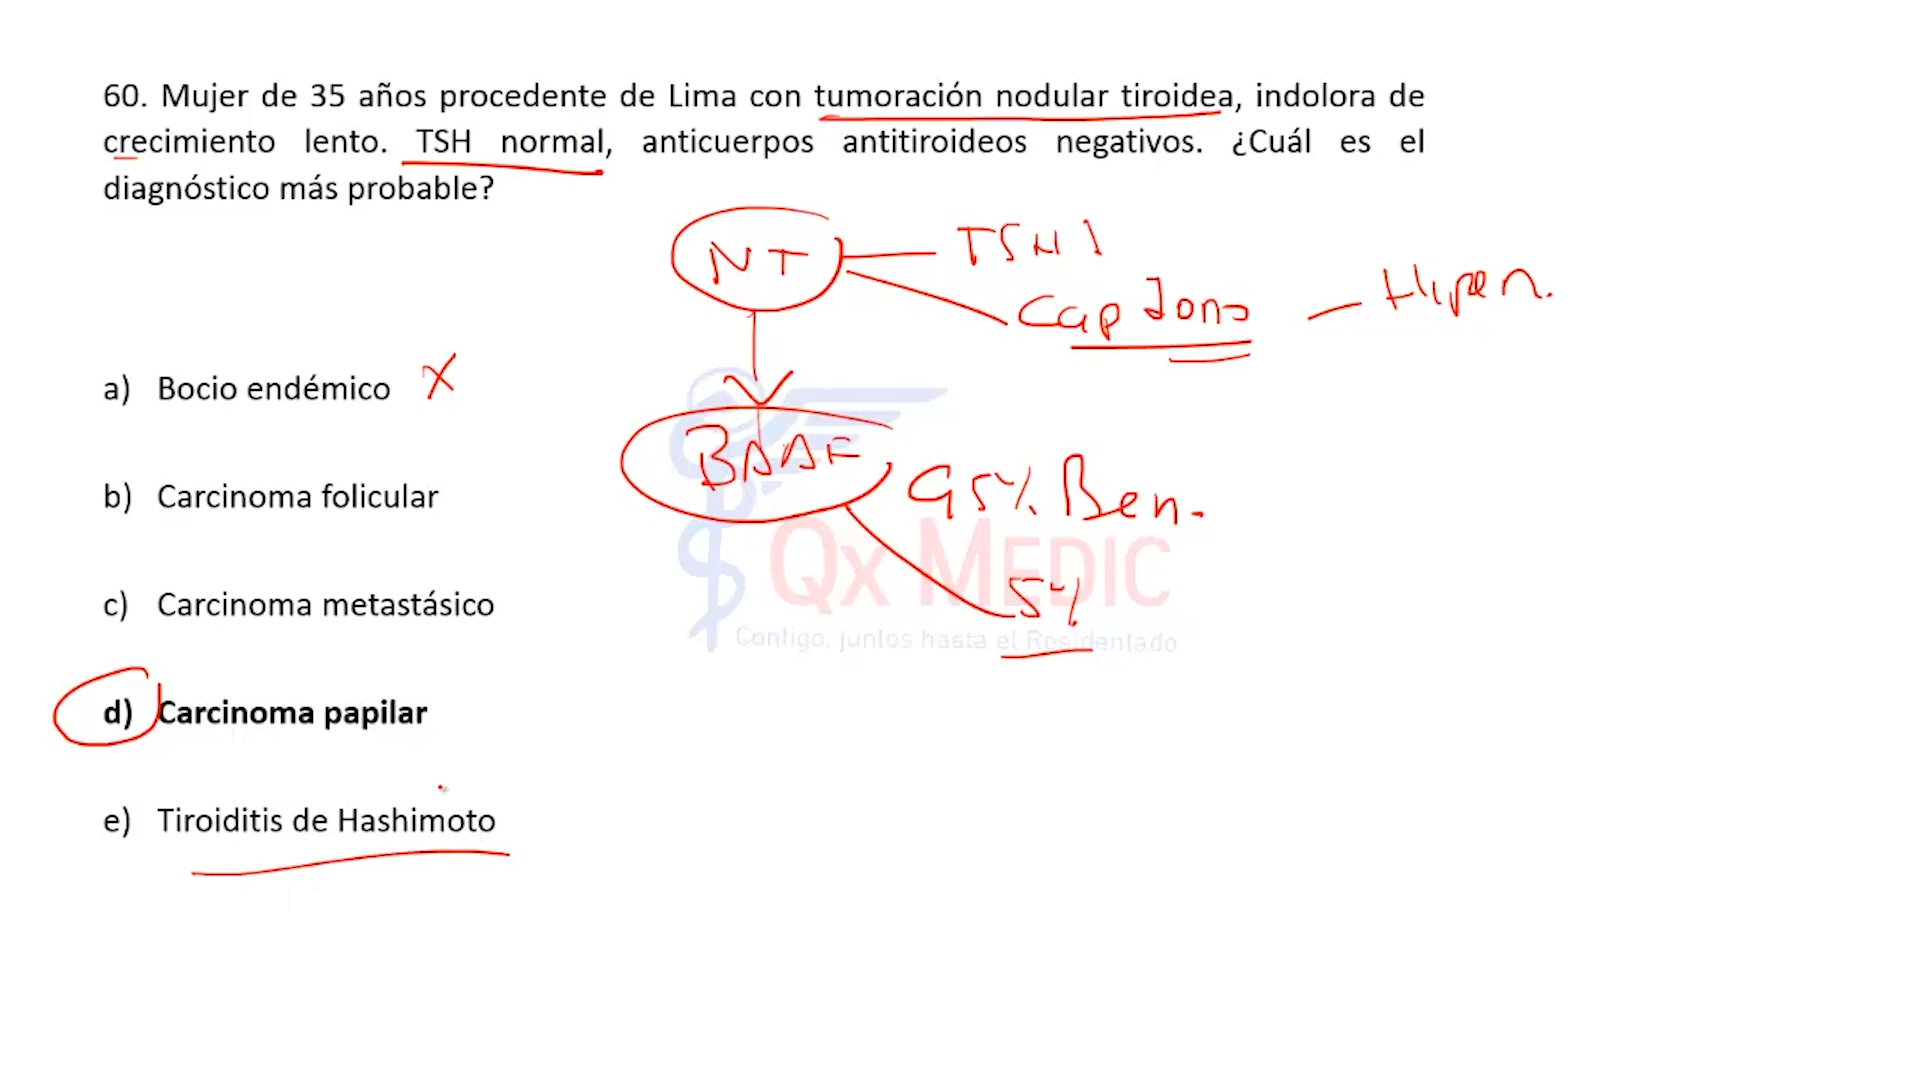 60. Mujer de 35 años procedente de Lima con tumoración nodular tiroidea, indolora de
crecimiento lento. TSH normal, anticuerpos antitiroideos negativos. ¿Cuál es el
diagnóstico más probable?
NT
TSH
Cap
a) Bocio endémico X
BAAF
95% Ben.
b) Carcinoma folicular
QX MEDIC
5%
c) Carcinoma metastásico
Contigo, juntos hasta el Residentado
d) Carcinoma papilar
e) Tiroiditis de Hashimoto